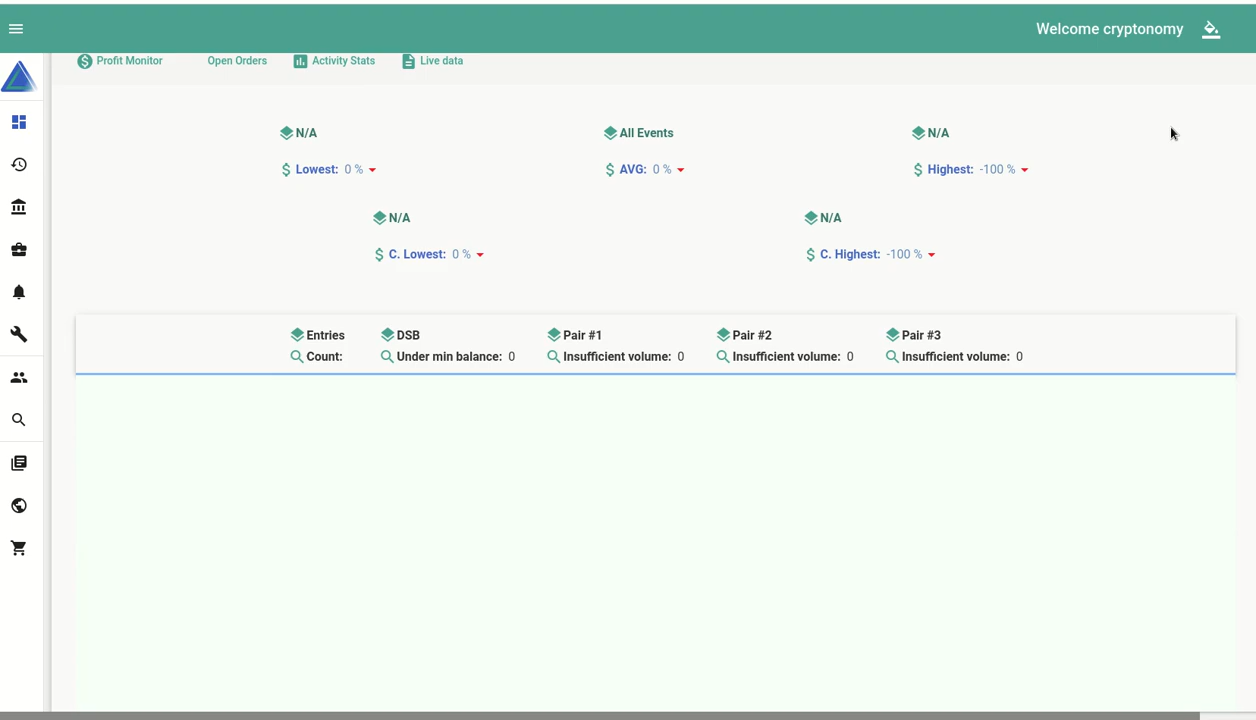 Welcome cryptonomy
Profit Monitor Open Orders Activity Stats Live data
N/A All Events N/A
Lowest: 0 % AVG: 0 % Highest: -100 %
N/A N/A
C. Lowest: 0 % C. Highest: -100 %
Entries DSB Pair #1 Pair #2 Pair #3
Count: Under min balance: 0 Insufficient volume: 0 Insufficient volume: 0 Insufficient volume: 0